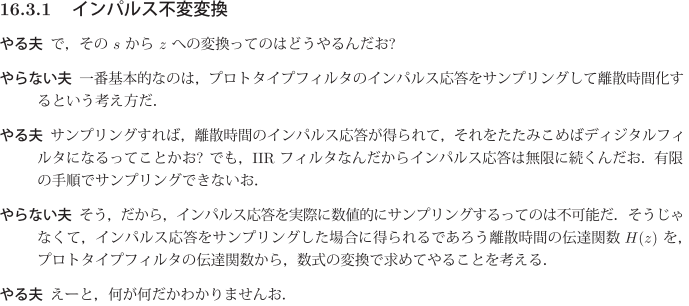 16.3.1 インパルス不変変換
やる夫 で，その s から z への変換ってのはどうやるんだお?
やらない夫 一番基本的なのは，プロトタイプフィルタのインパルス応答をサンプリングして離散時間化す
るという考え方だ．
やる夫 サンプリングすれば，離散時間のインパルス応答が得られて，それをたたみこめばディジタルフィ
ルタになるってことかお? でも，IIR フィルタなんだからインパルス応答は無限に続くんだお．有限
の手順でサンプリングできないお．
やらない夫 そう，だから，インパルス応答を実際に数値的にサンプリングするってのは不可能だ．そうじゃ
なくて，インパルス応答をサンプリングした場合に得られるであろう離散時間の伝達関数 H(z) を，
プロトタイプフィルタの伝達関数から，数式の変換で求めてやることを考える．
やる夫 えーと，何が何だかわかりませんお．